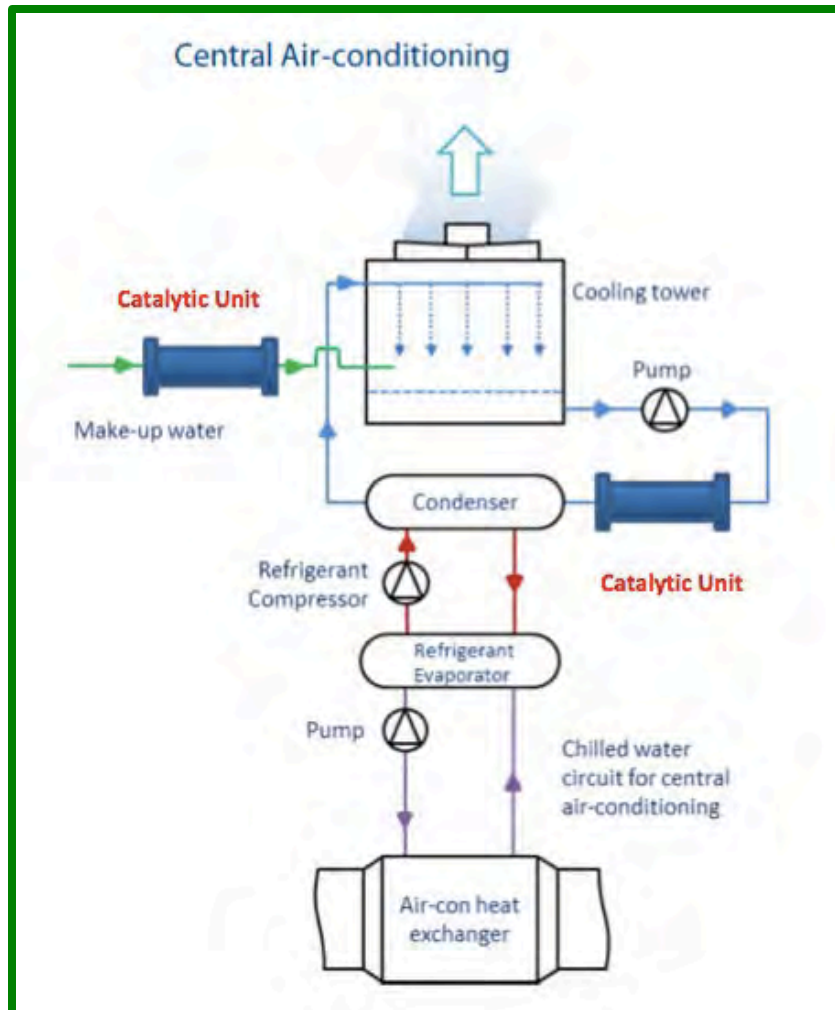 Central Air-conditioning
Catalytic Unit
Cooling tower
Pump
Make-up water
Condenser
Refrigerant
Compressor
Catalytic Unit
Refrigerant
Evaporator
Pump
Chilled water
circuit for central
air-conditioning
Air-con heat
exchanger